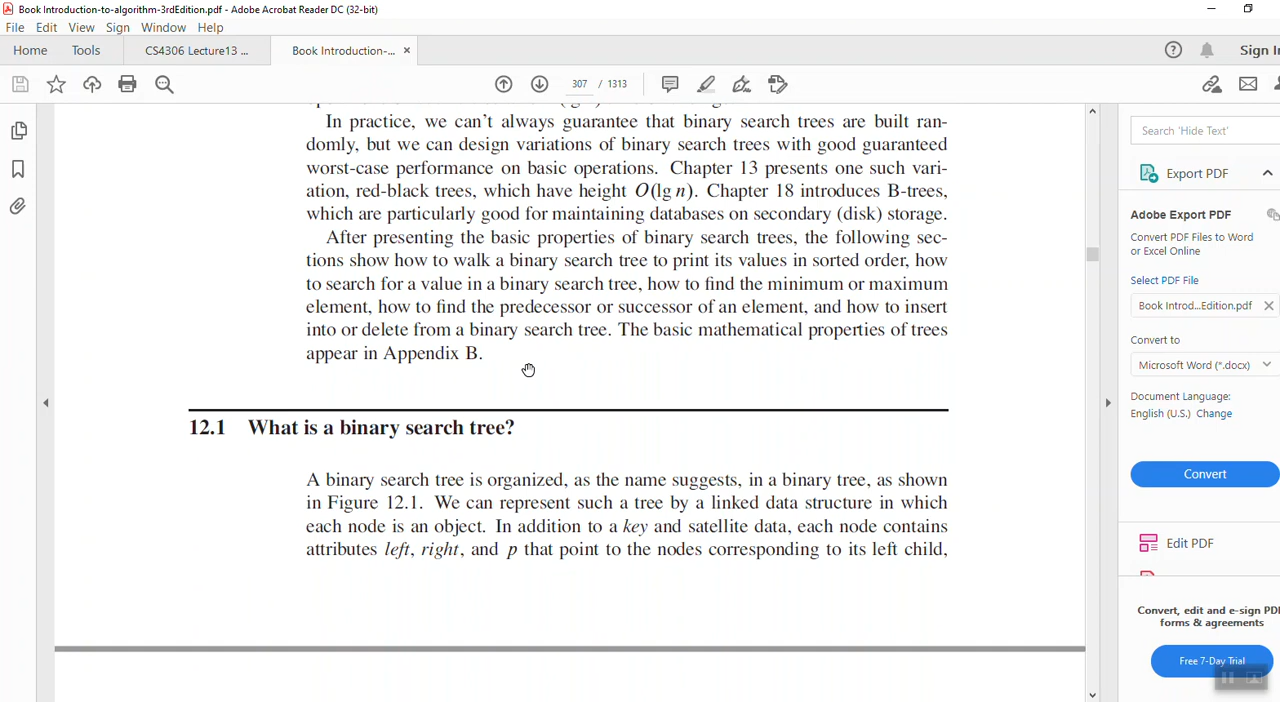 Book Introduction-to-algorithm-3rdEdition.pdf - Adobe Acrobat Reader DC (32-bit)
File Edit View Sign Window Help
Home Tools CS4306 Lecture13 ... Book Introduction-... × Sign In
307 / 1313
In practice, we can't always guarantee that binary search trees are built ran-
domly, but we can design variations of binary search trees with good guaranteed
worst-case performance on basic operations. Chapter 13 presents one such vari-
ation, red-black trees, which have height O(lg n). Chapter 18 introduces B-trees,
which are particularly good for maintaining databases on secondary (disk) storage.
After presenting the basic properties of binary search trees, the following sec-
tions show how to walk a binary search tree to print its values in sorted order, how
to search for a value in a binary search tree, how to find the minimum or maximum
element, how to find the predecessor or successor of an element, and how to insert
into or delete from a binary search tree. The basic mathematical properties of trees
appear in Appendix B.
12.1 What is a binary search tree?
A binary search tree is organized, as the name suggests, in a binary tree, as shown
in Figure 12.1. We can represent such a tree by a linked data structure in which
each node is an object. In addition to a key and satellite data, each node contains
attributes left, right, and p that point to the nodes corresponding to its left child,
Search 'Hide Text'
Export PDF
Adobe Export PDF
Convert PDF Files to Word
or Excel Online
Select PDF File
Book Introd...Edition.pdf
Convert to
Microsoft Word (*.docx)
Document Language:
English (U.S.) Change
Convert
Edit PDF
Convert, edit and e-sign PDF
forms & agreements
Free 7-Day Trial